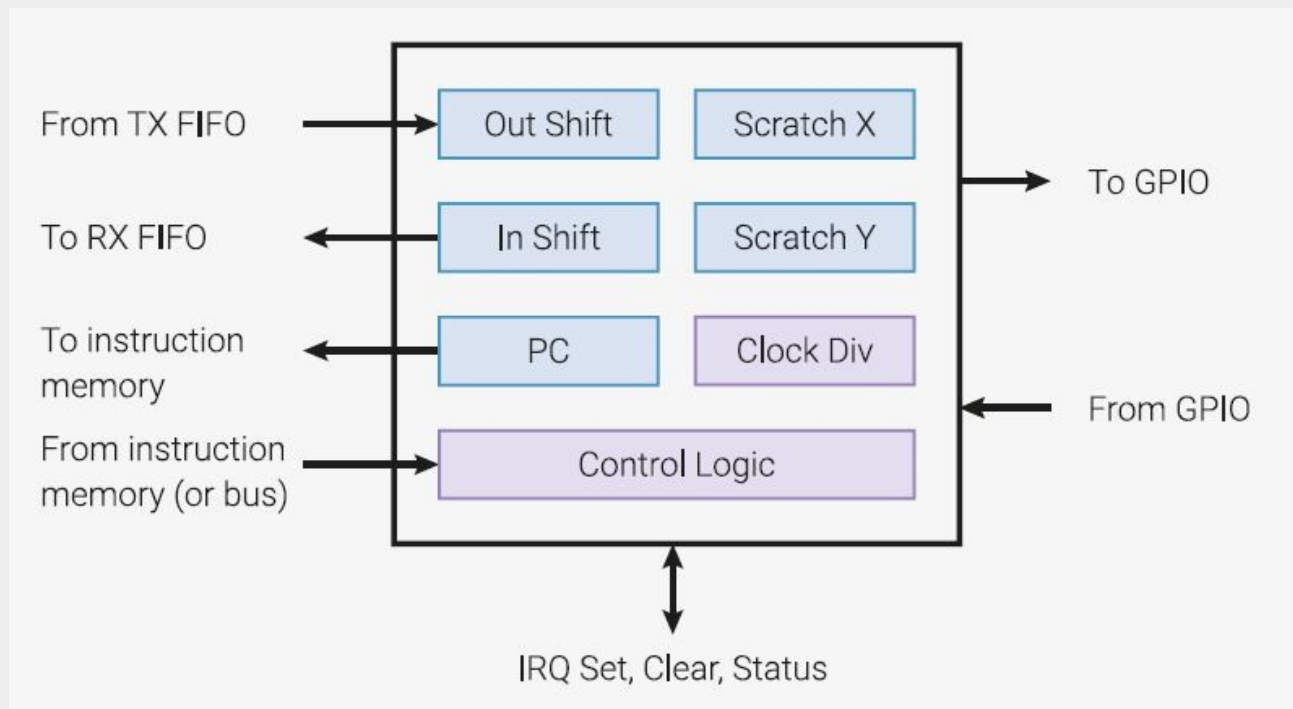 From TX FIFO
Out Shift
Scratch X
To GPIO
To RX FIFO
In Shift
Scratch Y
To instruction
memory
PC
Clock Div
From GPIO
From instruction
memory (or bus)
Control Logic
IRQ Set, Clear, Status